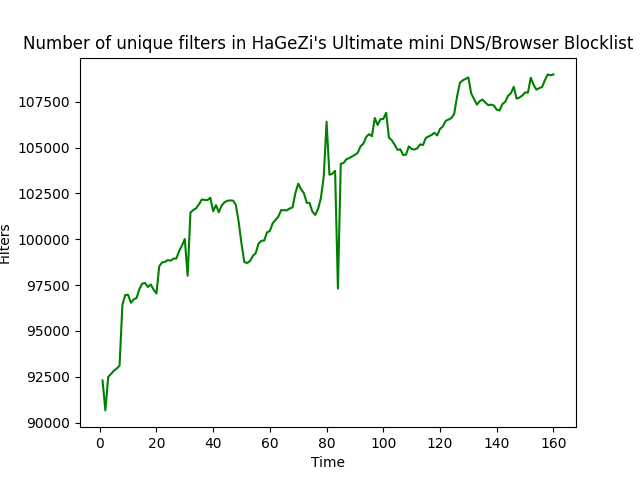 Number of unique filters in HaGeZi's Ultimate mini DNS/Browser Blocklist
Filters
107500
105000
102500
100000
97500
95000
92500
90000
0 20 40 60 80 100 120 140 160
Time